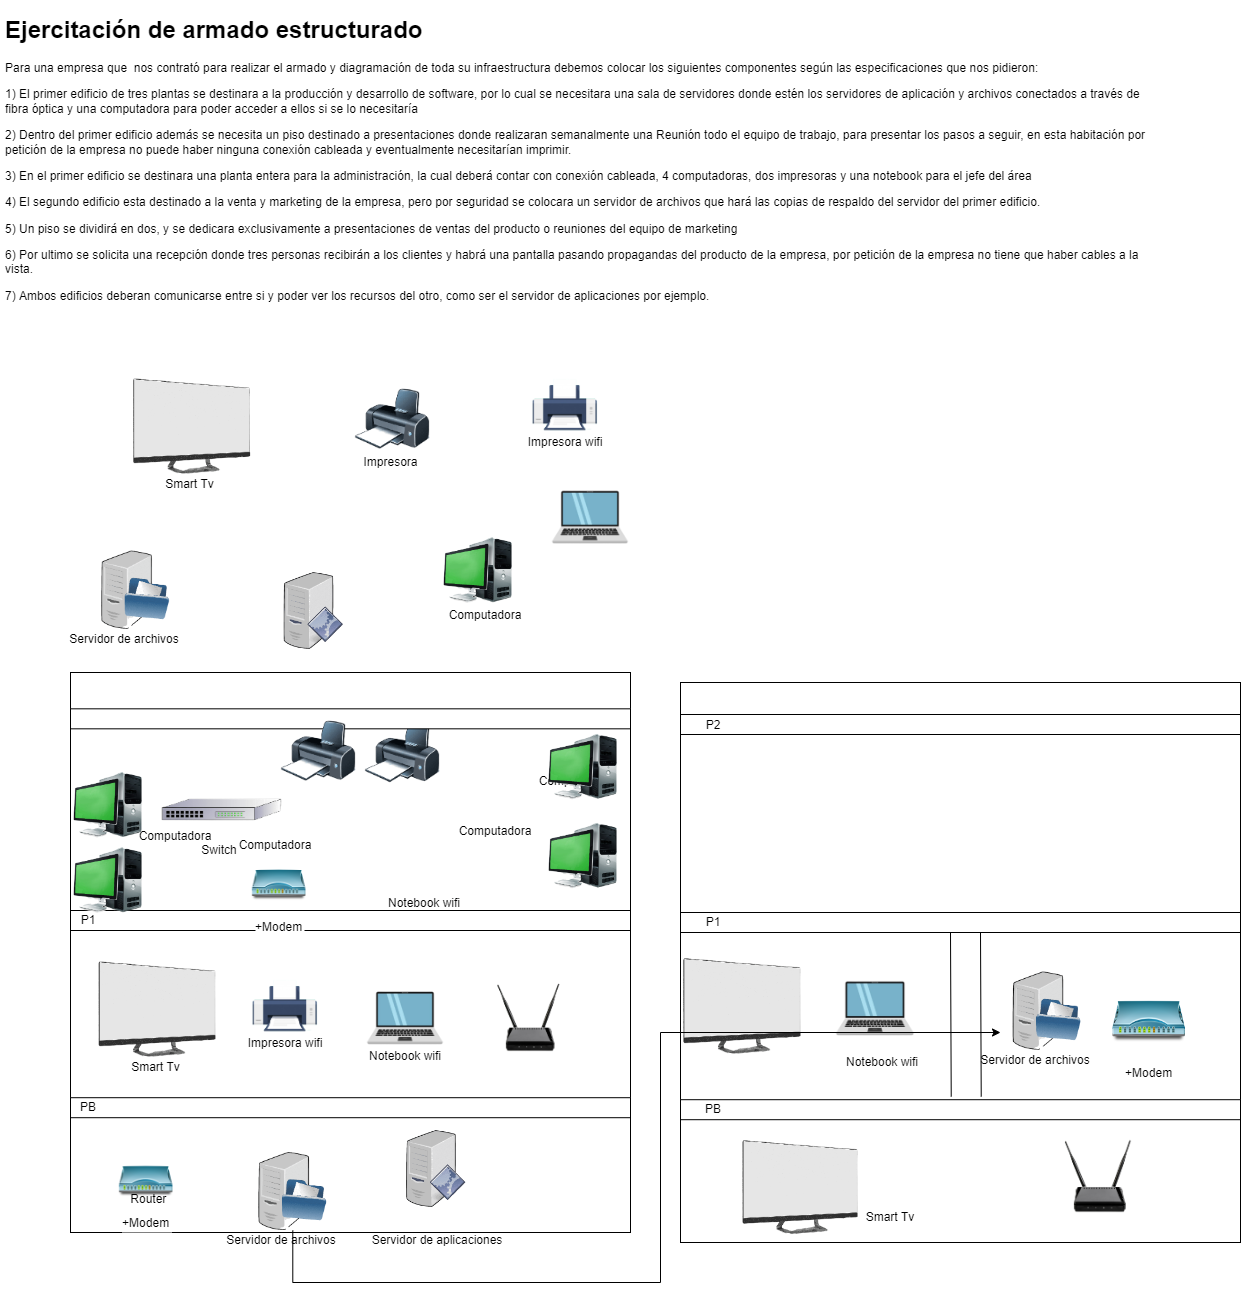 Ejercitación de armado estructurado
Para una empresa que  nos contrató para realizar el armado y diagramación de toda su infraestructura debemos colocar los siguientes componentes según las especificaciones que nos pidieron:
1) El primer edificio de tres plantas se destinara a la producción y desarrollo de software, por lo cual se necesitara una sala de servidores donde estén los servidores de aplicación y archivos conectados a través de
fibra óptica y una computadora para poder acceder a ellos si se lo necesitaría
2) Dentro del primer edificio además se necesita un piso destinado a presentaciones donde realizaran semanalmente una Reunión todo el equipo de trabajo, para presentar los pasos a seguir, en esta habitación por
petición de la empresa no puede haber ninguna conexión cableada y eventualmente necesitarían imprimir.
3) En el primer edificio se destinara una planta entera para la administración, la cual deberá contar con conexión cableada, 4 computadoras, dos impresoras y una notebook para el jefe del área
4) El segundo edificio esta destinado a la venta y marketing de la empresa, pero por seguridad se colocara un servidor de archivos que hará las copias de respaldo del servidor del primer edificio.
5) Un piso se dividirá en dos, y se dedicara exclusivamente a presentaciones de ventas del producto o reuniones del equipo de marketing
6) Por ultimo se solicita una recepción donde tres personas recibirán a los clientes y habrá una pantalla pasando propagandas del producto de la empresa, por petición de la empresa no tiene que haber cables a la
vista.
7) Ambos edificios deberan comunicarse entre si y poder ver los recursos del otro, como ser el servidor de aplicaciones por ejemplo.
Impresora wifi
Impresora
Smart Tv
Computadora
Servidor de archivos
P2
Computadora
Computadora
Switch
Computadora
Notebook wifi
P1
+Modem
P1
Impresora wifi
Notebook wifi
Smart Tv
Notebook wifi
Servidor de archivos
+Modem
PB
PB
Router
+Modem
Servidor de archivos
Servidor de aplicaciones
Smart Tv